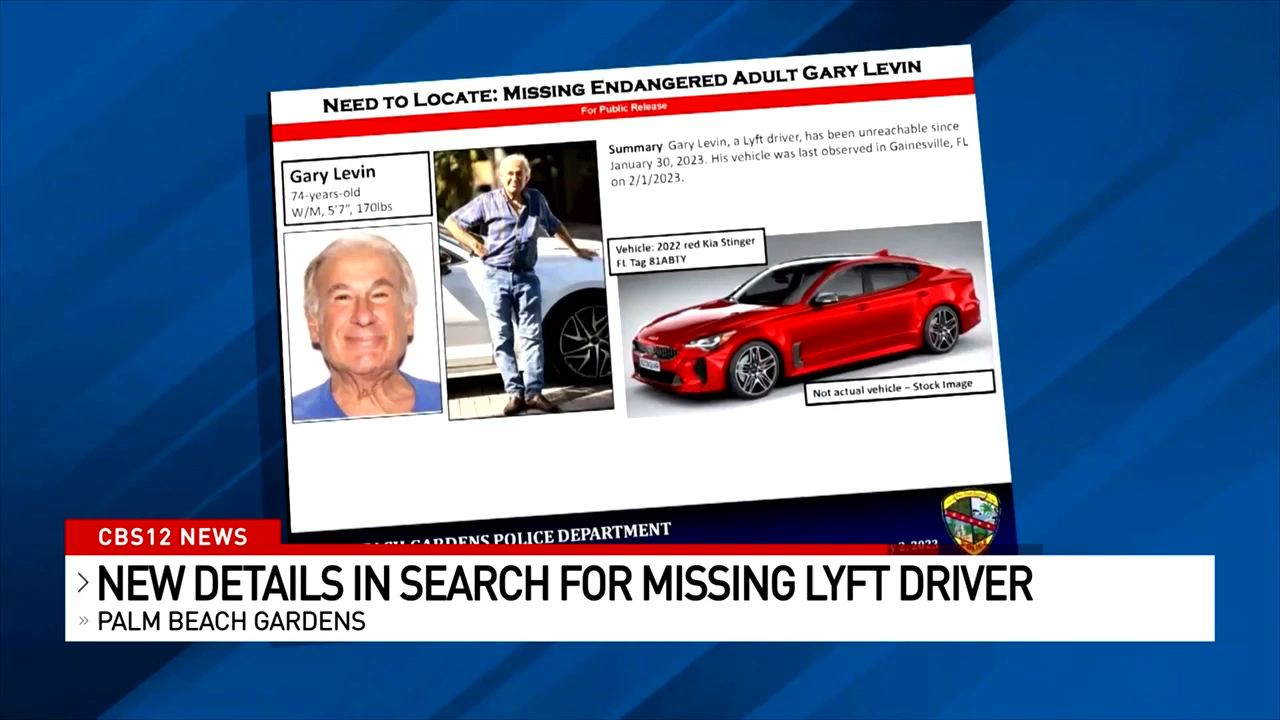 NEED TO LOCATE: MISSING ENDANGERED ADULT GARY LEVIN
For Public Release
Gary Levin
74-years-old
W/M, 5'7", 170lbs
Summary Gary Levin, a Lyft driver, has been unreachable since
January 30, 2023. His vehicle was last observed in Gainesville, FL
on 2/1/2023.
Vehicle: 2022 red Kia Stinger
FL Tag 81ABTY
Not actual vehicle – Stock Image
GARDENS POLICE DEPARTMENT
2, 2023
CBS12 NEWS
NEW DETAILS IN SEARCH FOR MISSING LYFT DRIVER
PALM BEACH GARDENS